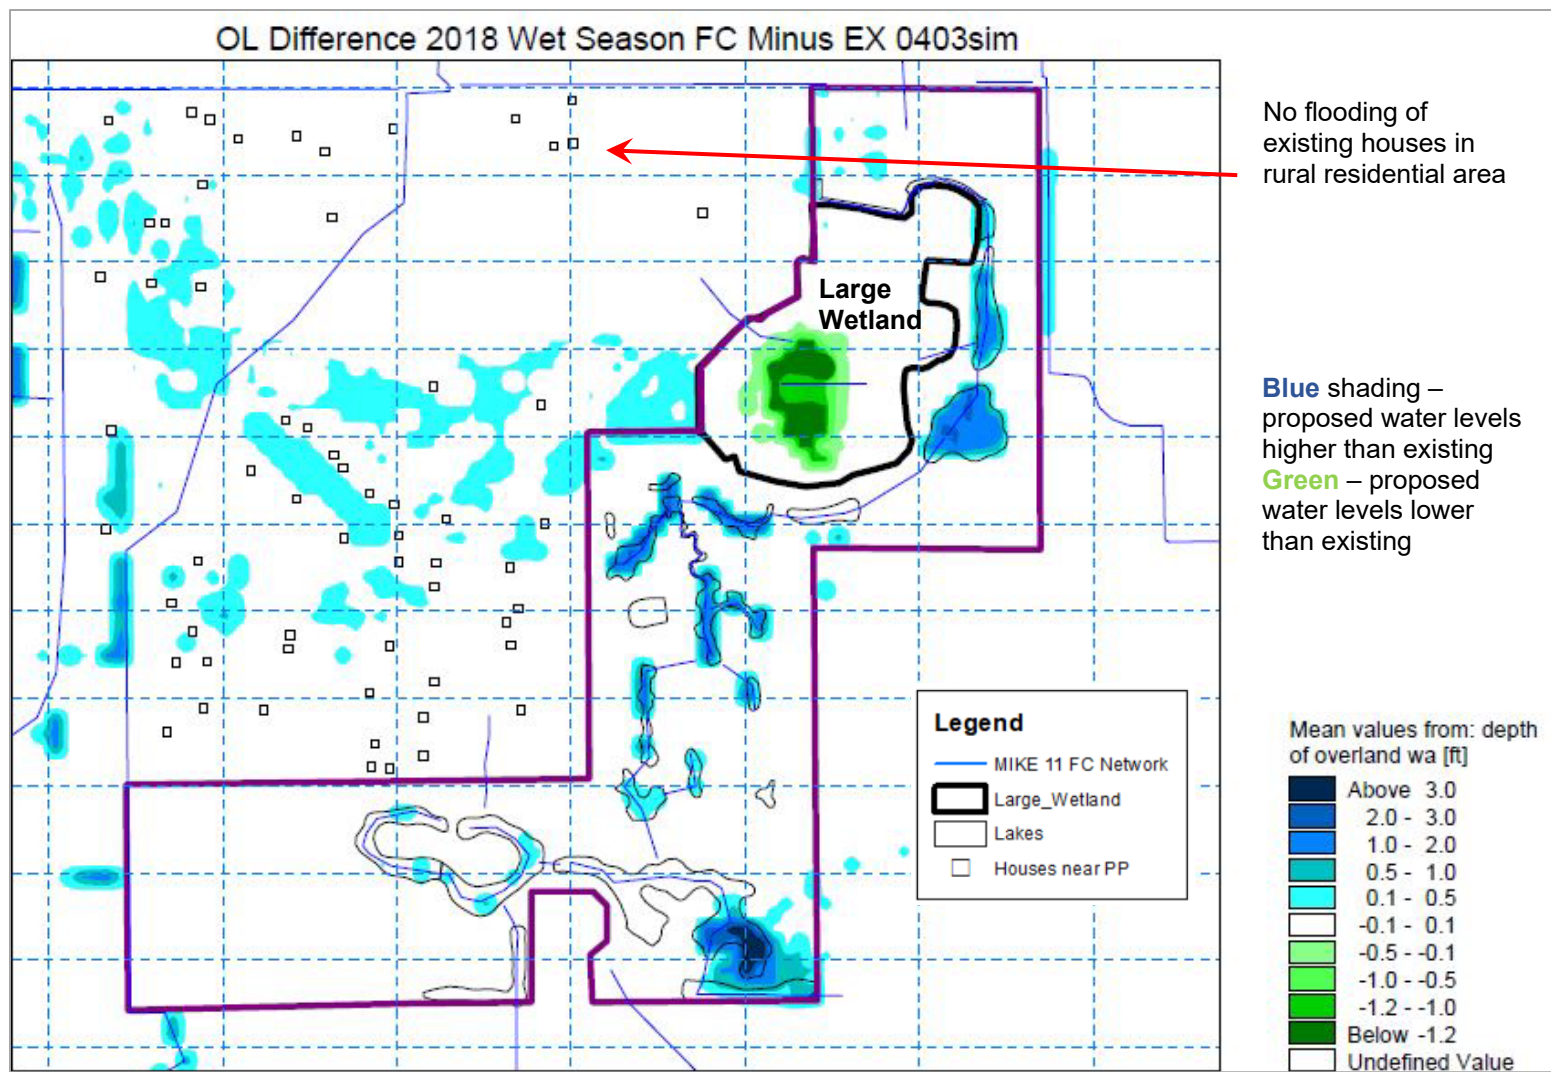 OL Difference 2018 Wet Season FC Minus EX 0403sim
No flooding of
existing houses in
rural residential area
Large
Wetland
Blue shading –
proposed water levels
higher than existing
Green – proposed
water levels lower
than existing
Legend
MIKE 11 FC Network
Large_Wetland
Lakes
Houses near PP
Mean values from: depth
of overland wa [ft]
Above 3.0
2.0 - 3.0
1.0 - 2.0
0.5 - 1.0
0.1 - 0.5
-0.1 - 0.1
-0.5 - -0.1
-1.0 - -0.5
-1.2 - -1.0
Below -1.2
Undefined Value